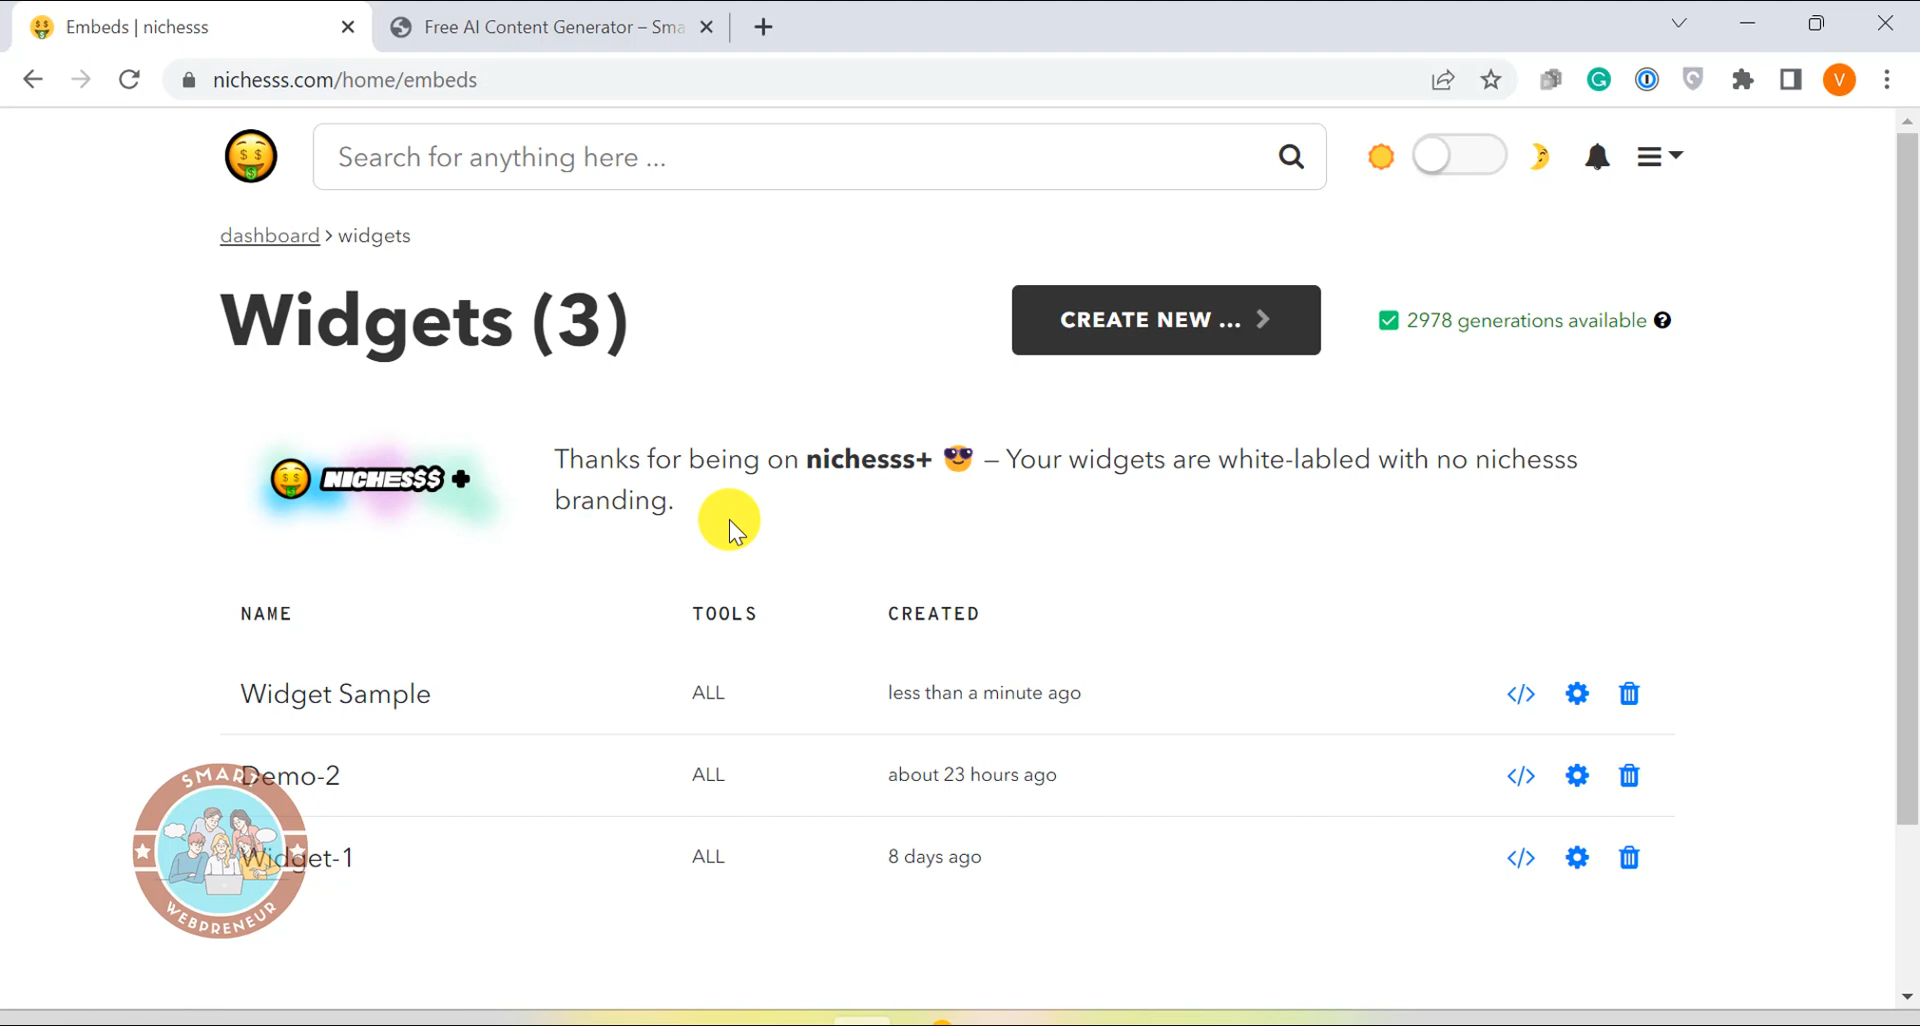 Embeds | nichesss
Free AI Content Generator – Sma
nichesss.com/home/embeds
V
Search for anything here ...
dashboard > widgets
Widgets (3)
CREATE NEW ...
2978 generations available
NICHES$$ +
Thanks for being on nichesss+ 😎 – Your widgets are white-labled with no nichesss
branding.
NAME TOOLS CREATED
Widget Sample ALL less than a minute ago
Demo-2 ALL about 23 hours ago
Widget-1 ALL 8 days ago
SMART
WEBPRENEUR